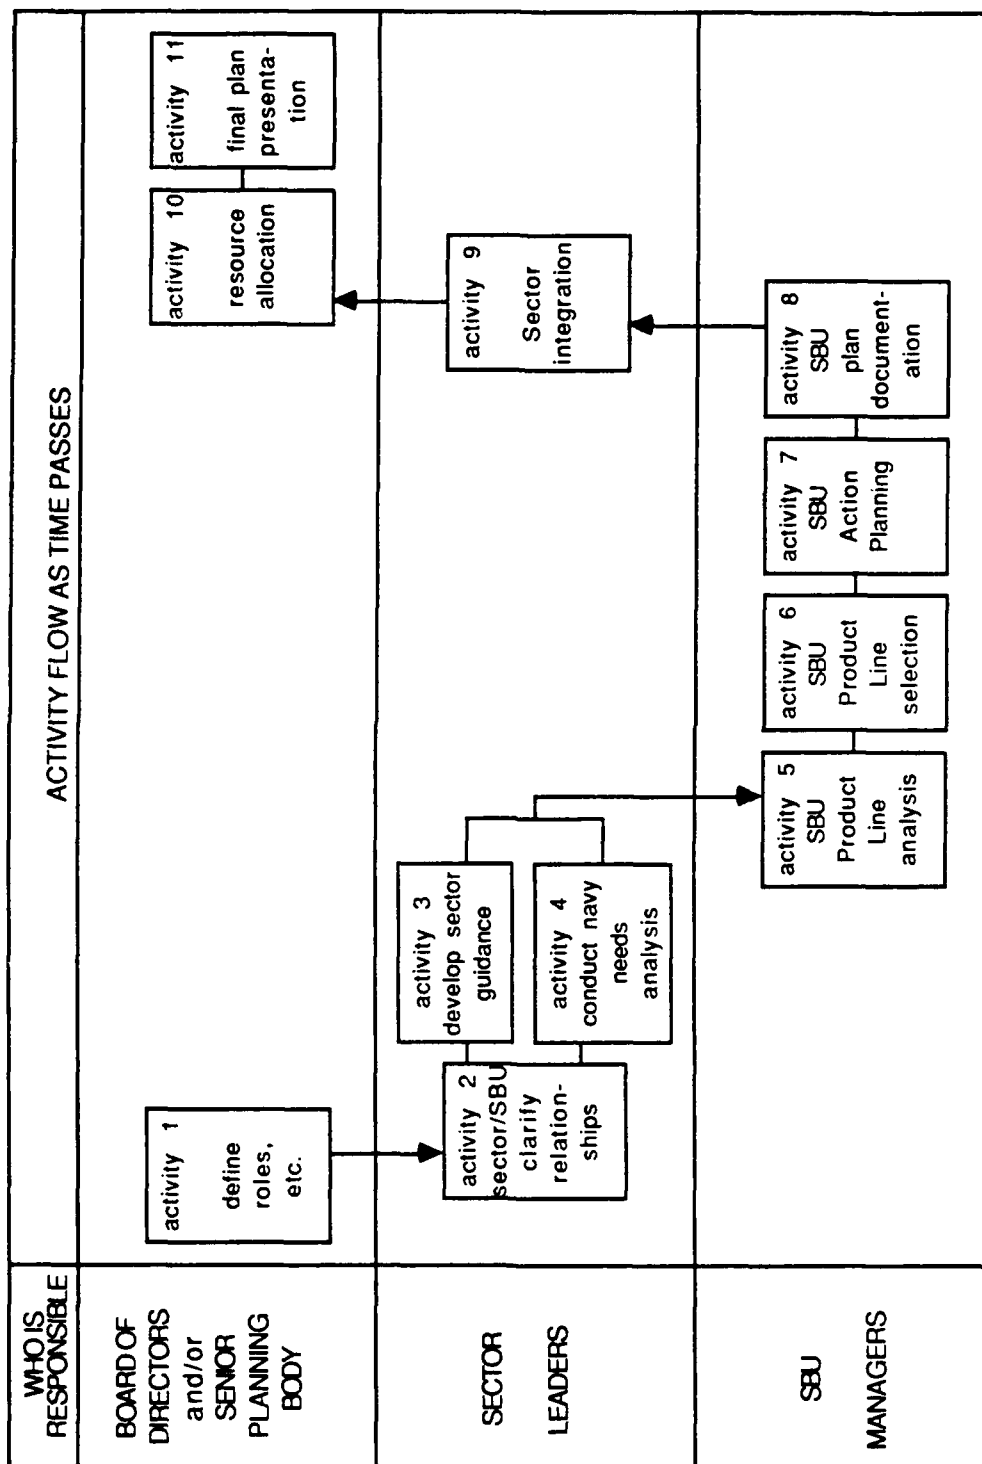 WHO IS
RESPONSIBLE
ACTIVITY FLOW AS TIME PASSES
BOARD OF
DIRECTORS
and/or
SENIOR
PLANNING
BODY
activity 1
define
roles,
etc.
activity 10
resource
allocation
activity 11
final plan
presenta-
tion
SECTOR
LEADERS
activity 2
sector/SBU
clarify
relation-
ships
activity 3
develop sector
guidance
activity 4
conduct navy
needs
analysis
activity 9
Sector
integration
SBU
MANAGERS
activity 5
SBU
Product
Line
analysis
activity 6
SBU
Product
Line
selection
activity 7
SBU
Action
Planning
activity 8
SBU
plan
document-
ation